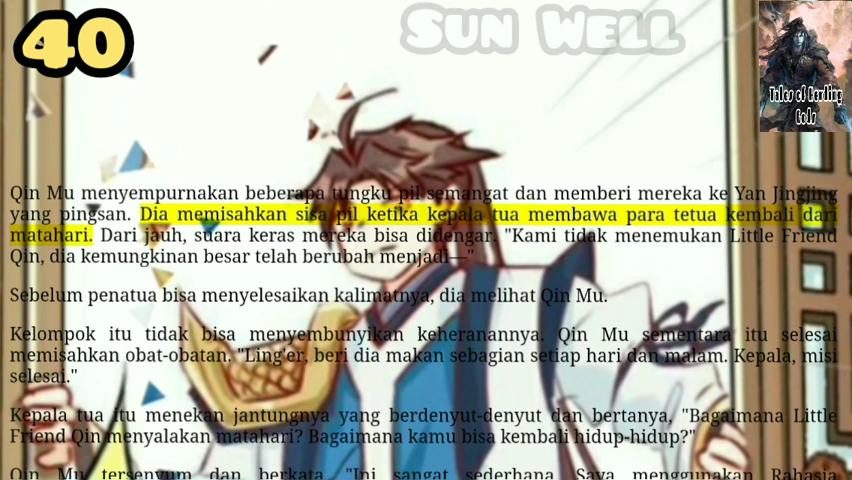 40
SUN WELL
Tales of Herding
Gods
Qin Mu menyempurnakan beberapa tungku pil semangat dan memberi mereka ke Yan Jingjing
yang pingsan. Dia memisahkan sisa pil ketika kepala tua membawa para tetua kembali dari
matahari. Dari jauh, suara keras mereka bisa didengar. "Kami tidak menemukan Little Friend
Qin, dia kemungkinan besar telah berubah menjadi—"
Sebelum penatua bisa menyelesaikan kalimatnya, dia melihat Qin Mu.
Kelompok itu tidak bisa menyembunyikan keheranannya. Qin Mu sementara itu selesai
memisahkan obat-obatan. "Ling'er, beri dia makan sebagian setiap hari dan malam. Kepala, misi
selesai."
Kepala tua itu menekan jantungnya yang berdenyut-denyut dan bertanya, "Bagaimana Little
Friend Qin menyalakan matahari? Bagaimana kamu bisa kembali hidup-hidup?"
Qin Mu tersenyum dan berkata, "Ini sangat sederhana. Saya menggunakan Rahasia